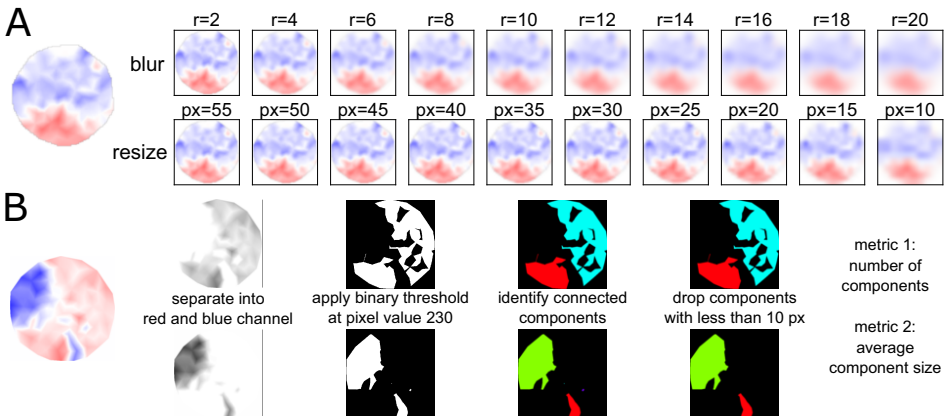 A
r=2 r=4 r=6 r=8 r=10 r=12 r=14 r=16 r=18 r=20
blur
px=55 px=50 px=45 px=40 px=35 px=30 px=25 px=20 px=15 px=10
resize
B
separate into
red and blue channel
apply binary threshold
at pixel value 230
identify connected
components
drop components
with less than 10 px
metric 1:
number of
components
metric 2:
average
component size